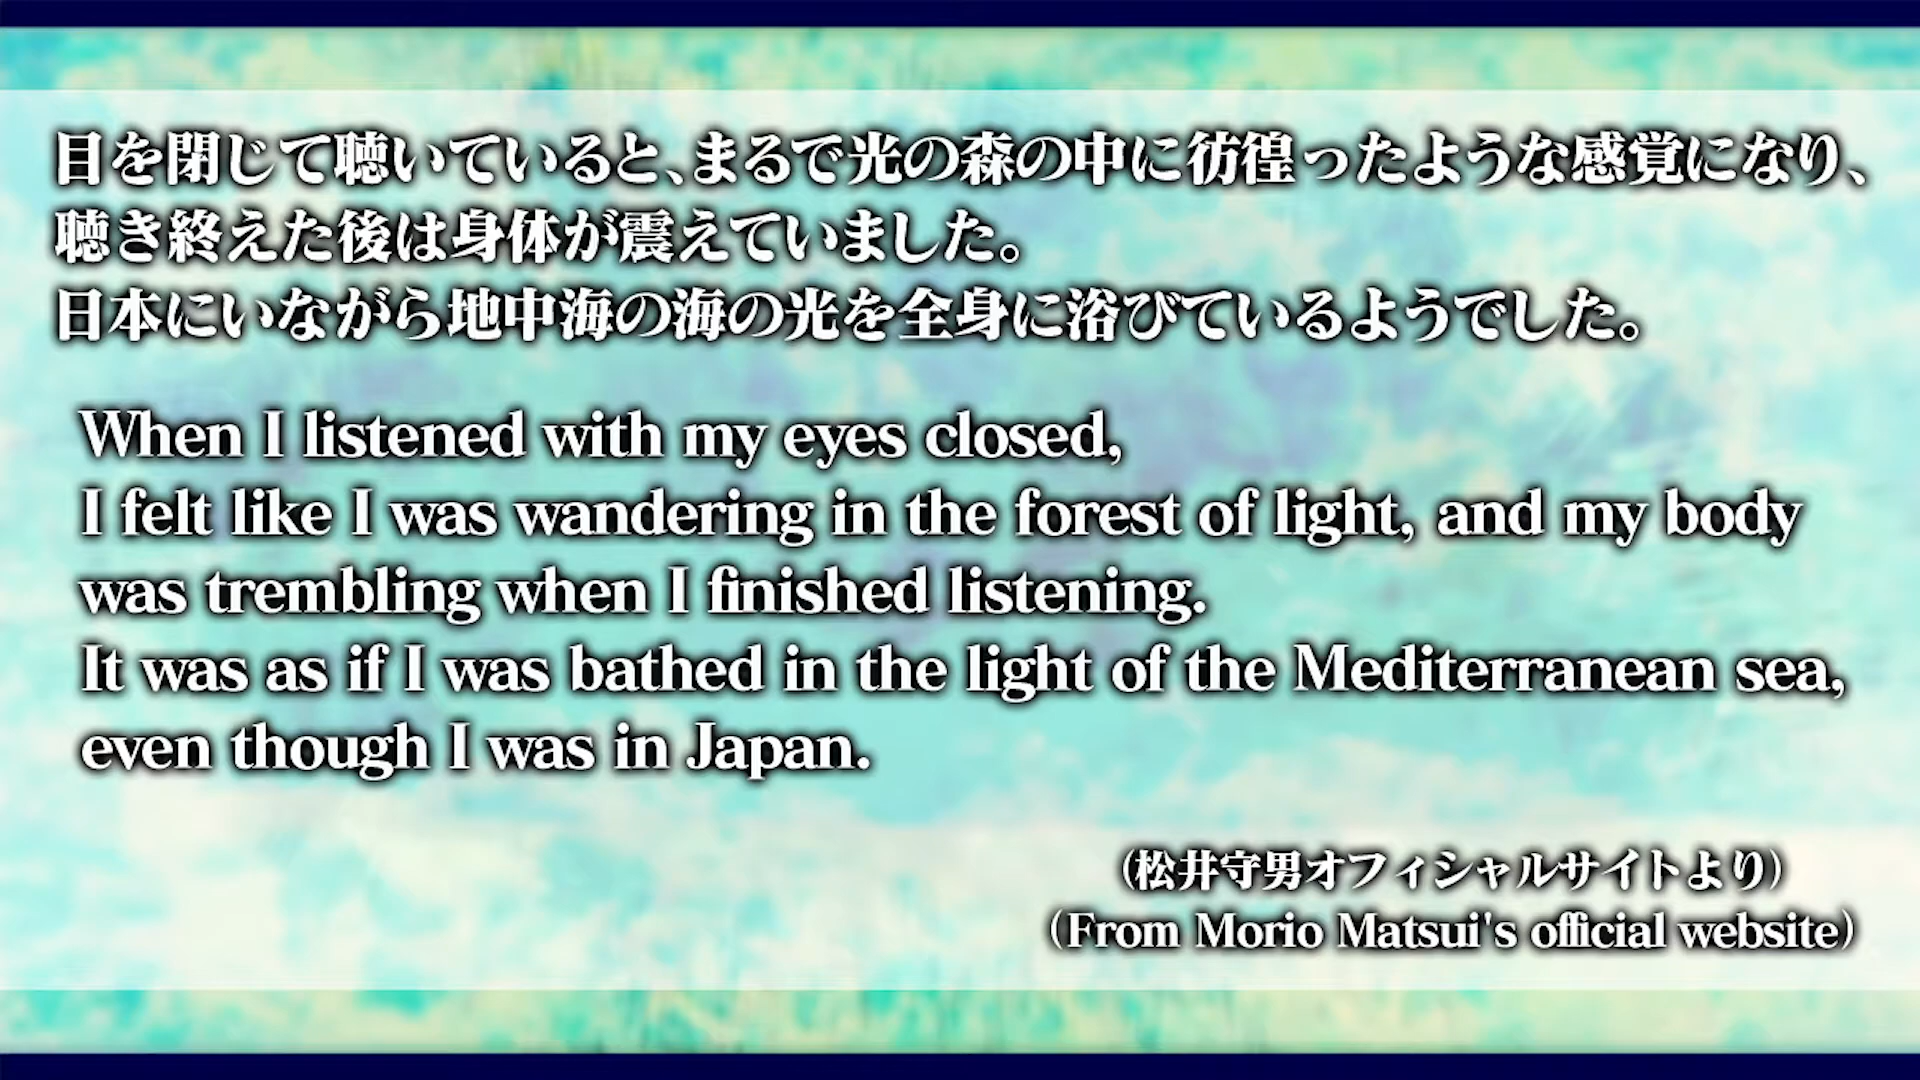 目を閉じて聴いていると、まるで光の森の中に彷徨ったような感覚になり、
聴き終えた後は身体が震えていました。
日本にいながら地中海の海の光を全身に浴びているようでした。
When I listened with my eyes closed,
I felt like I was wandering in the forest of light, and my body
was trembling when I finished listening.
It was as if I was bathed in the light of the Mediterranean sea,
even though I was in Japan.
(松井守男オフィシャルサイトより)
(From Morio Matsui's official website)